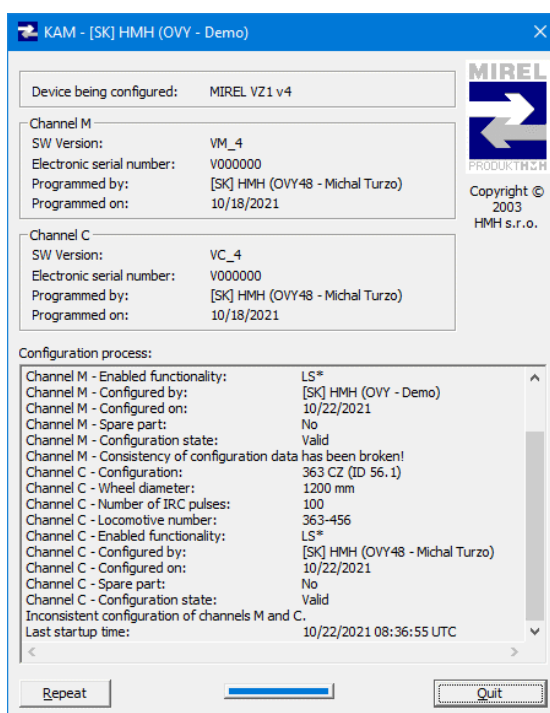 KAM - [SK] HMH (OVY - Demo)
MIREL
PRODUKT HMH
Copyright ©
2003
HMH s.r.o.
Device being configured: MIREL VZ1 v4
Channel M
SW Version: VM_4
Electronic serial number: V000000
Programmed by: [SK] HMH (OVY48 - Michal Turzo)
Programmed on: 10/18/2021
Channel C
SW Version: VC_4
Electronic serial number: V000000
Programmed by: [SK] HMH (OVY48 - Michal Turzo)
Programmed on: 10/18/2021
Configuration process:
Channel M - Enabled functionality: LS*
Channel M - Configured by: [SK] HMH (OVY - Demo)
Channel M - Configured on: 10/22/2021
Channel M - Spare part: No
Channel M - Configuration state: Valid
Channel M - Consistency of configuration data has been broken!
Channel C - Configuration: 363 CZ (ID 56.1)
Channel C - Wheel diameter: 1200 mm
Channel C - Number of IRC pulses: 100
Channel C - Locomotive number: 363-456
Channel C - Enabled functionality: LS*
Channel C - Configured by: [SK] HMH (OVY48 - Michal Turzo)
Channel C - Configured on: 10/22/2021
Channel C - Spare part: No
Channel C - Configuration state: Valid
Inconsistent configuration of channels M and C.
Last startup time: 10/22/2021 08:36:55 UTC
Repeat
Quit